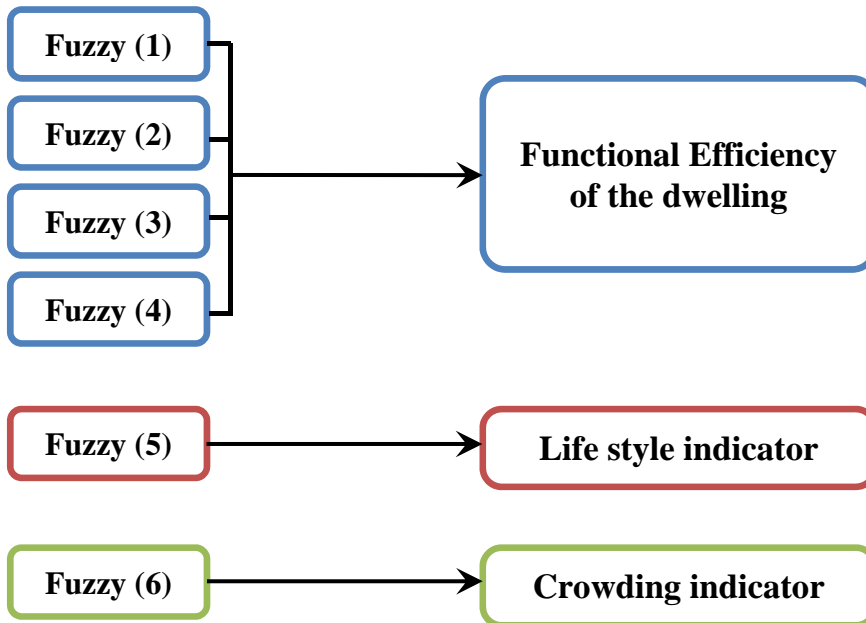 Fuzzy (1)
Fuzzy (2)
Fuzzy (3)
Fuzzy (4)
Functional Efficiency
of the dwelling
Fuzzy (5)
Life style indicator
Fuzzy (6)
Crowding indicator